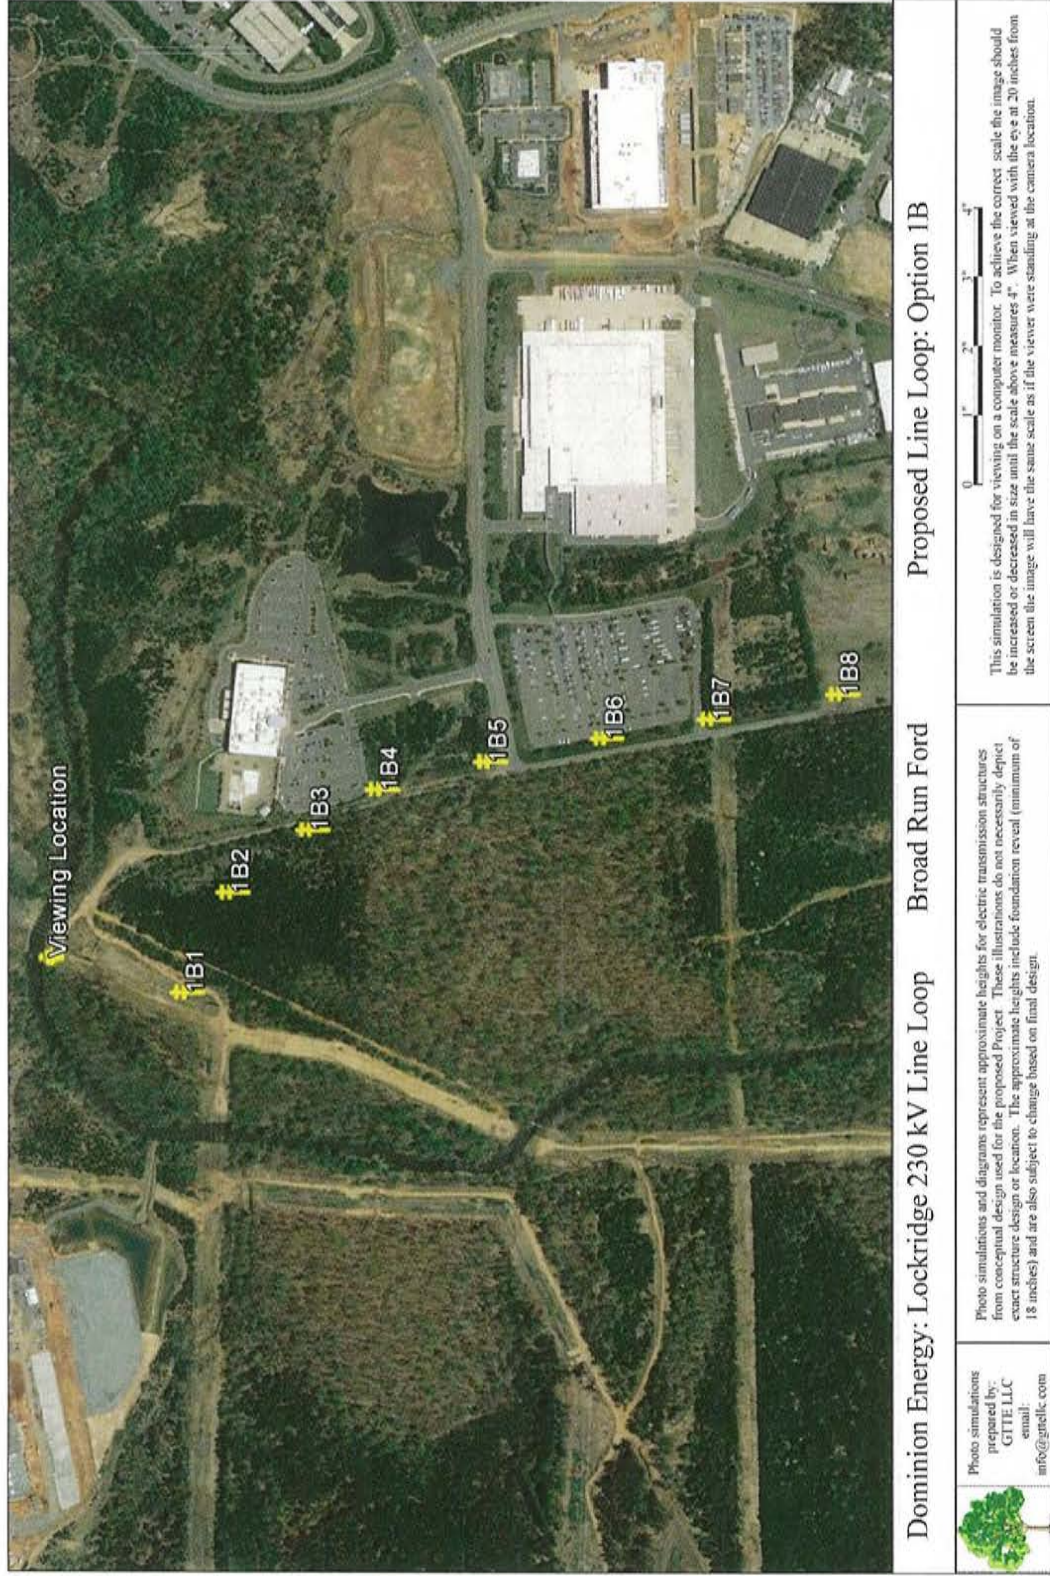 Viewing Location
1B1
1B2
1B3
1B4
1B5
1B6
1B7
1B8
Dominion Energy: Lockridge 230 kV Line Loop
Broad Run Ford
Proposed Line Loop: Option 1B
Photo simulations
prepared by:
GTTE LLC
email:
info@gttellc.com
Photo simulations and diagrams represent approximate heights for electric transmission structures
from conceptual design used for the proposed Project These illustrations do not necessarily depict
exact structure design or location. The approximate heights include foundation reveal (minimum of
18 inches) and are also subject to change based on final design.
0 1" 2" 3" 4"
This simulation is designed for viewing on a computer monitor. To achieve the correct scale the image should
be increased or decreased in size until the scale above measures 4". When viewed with the eye at 20 inches from
the screen the image will have the same scale as if the viewer were standing at the camera location.